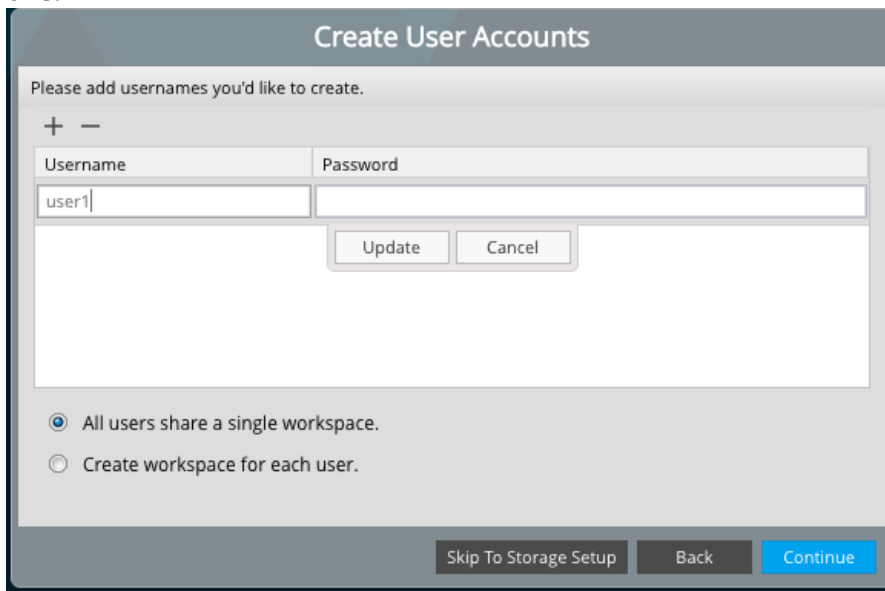 Create User Accounts
Please add usernames you'd like to create.
+ −
Username Password
user1
Update Cancel
All users share a single workspace.
Create workspace for each user.
Skip To Storage Setup Back Continue